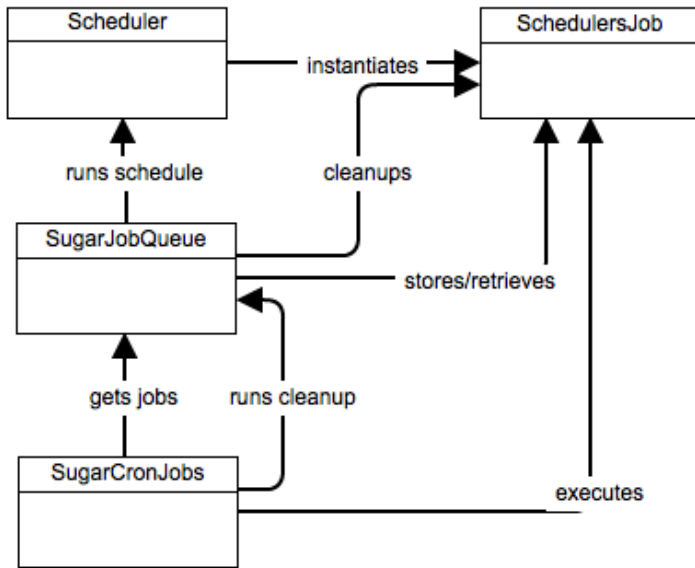 Scheduler
SchedulersJob
instantiates
runs schedule
cleanups
SugarJobQueue
stores/retrieves
gets jobs
runs cleanup
SugarCronJobs
executes